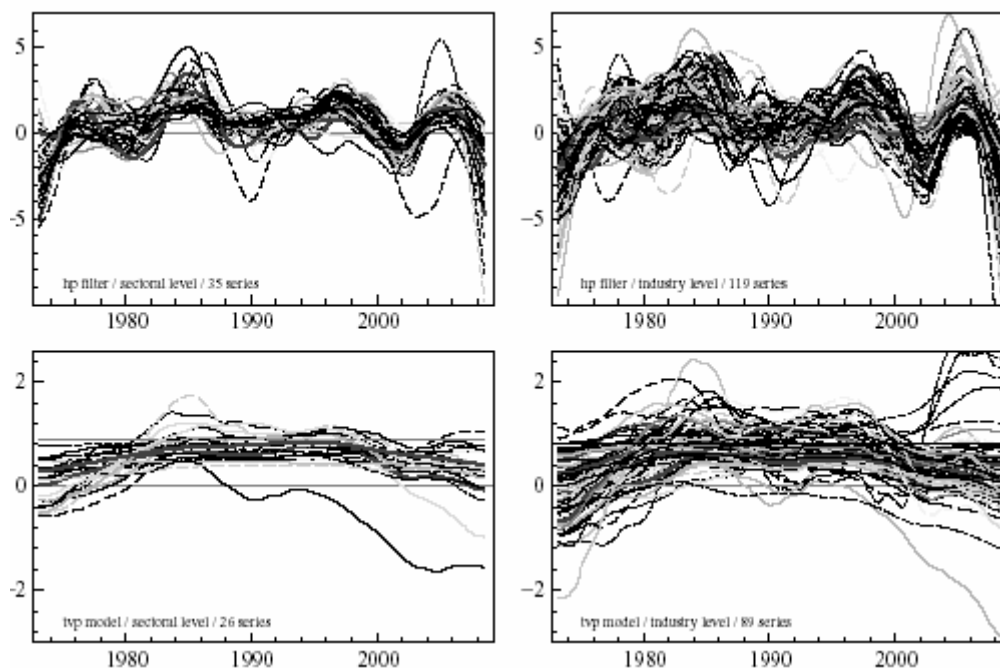 5
0
-5
hp filter / sectoral level / 35 series
1980 1990 2000
5
0
-5
hp filter / industry level / 119 series
1980 1990 2000
2
0
-2
tvp model / sectoral level / 26 series
1980 1990 2000
2
0
-2
tvp model / industry level / 89 series
1980 1990 2000